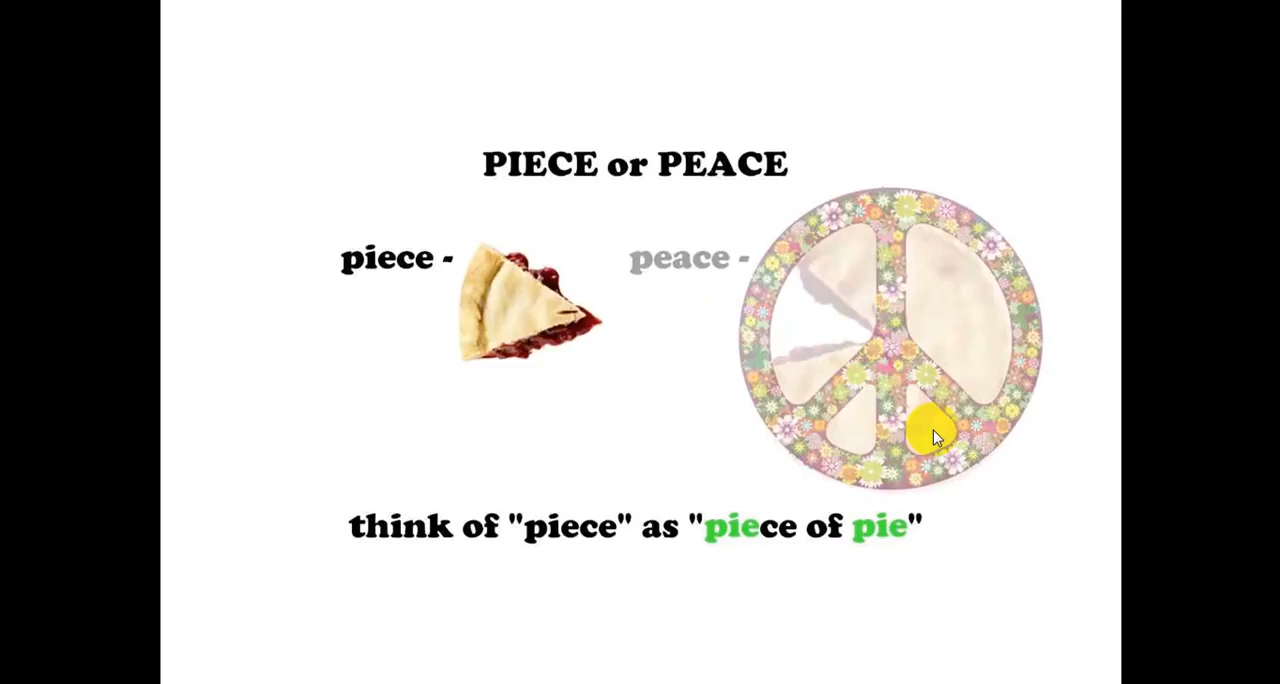 PIECE or PEACE
piece - peace -
think of "piece" as "piece of pie"